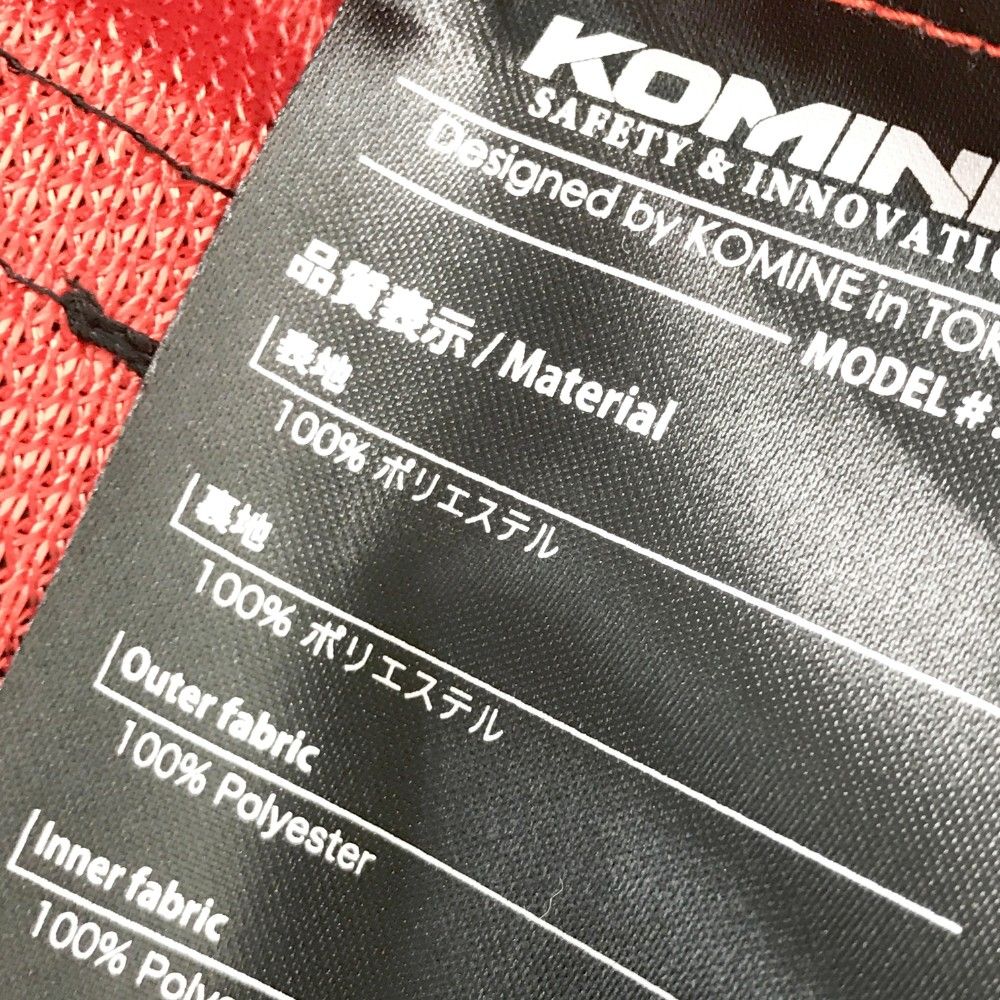 KOMINE
SAFETY & INNOVATIO
Designed by KOMINE in TOK
MODEL #
品質表示 / Material
表地
100% ポリエステル
裏地
100% ポリエステル
Outer fabric
100% Polyester
Inner fabric
100% Polye